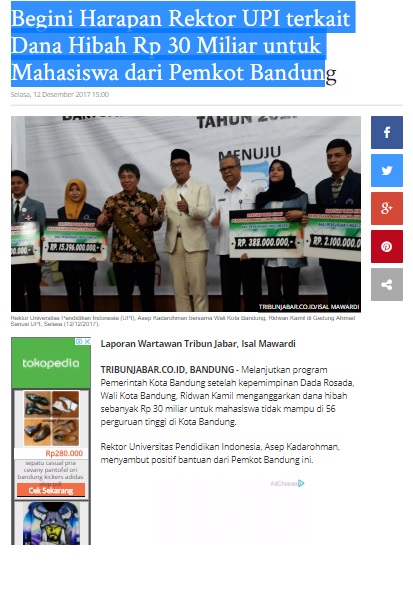 Begini Harapan Rektor UPI terkait
Dana Hibah Rp 30 Miliar untuk
Mahasiswa dari Pemkot Bandung
Selasa, 12 Desember 2017 15:00
TAHUN 202
MENUJU
RP. 15.396.000.000,-
RP. 388.000.000,-
RP. 2.100.000
TRIBUNJABAR.CO.ID/ISAL MAWARDI
Rektor Universitas Pendidikan Indonesia (UPI), Asep Kadarohman bersama Wali Kota Bandung, Ridwan Kamil di Gedung Ahmad
Sanusi UPI, Selasa (12/12/2017).
tokopedia
Rp280.000
sepatu casual pria
cevany pantofel ori
bandung kickers adidas
Cek Sekarang
Laporan Wartawan Tribun Jabar, Isal Mawardi
TRIBUNJABAR.CO.ID, BANDUNG - Melanjutkan program
Pemerintah Kota Bandung setelah kepemimpinan Dada Rosada,
Wali Kota Bandung, Ridwan Kamil menganggarkan dana hibah
sebanyak Rp 30 miliar untuk mahasiswa tidak mampu di 56
perguruan tinggi di Kota Bandung.
Rektor Universitas Pendidikan Indonesia, Asep Kadarohman,
menyambut positif bantuan dari Pemkot Bandung ini.
AdChoices